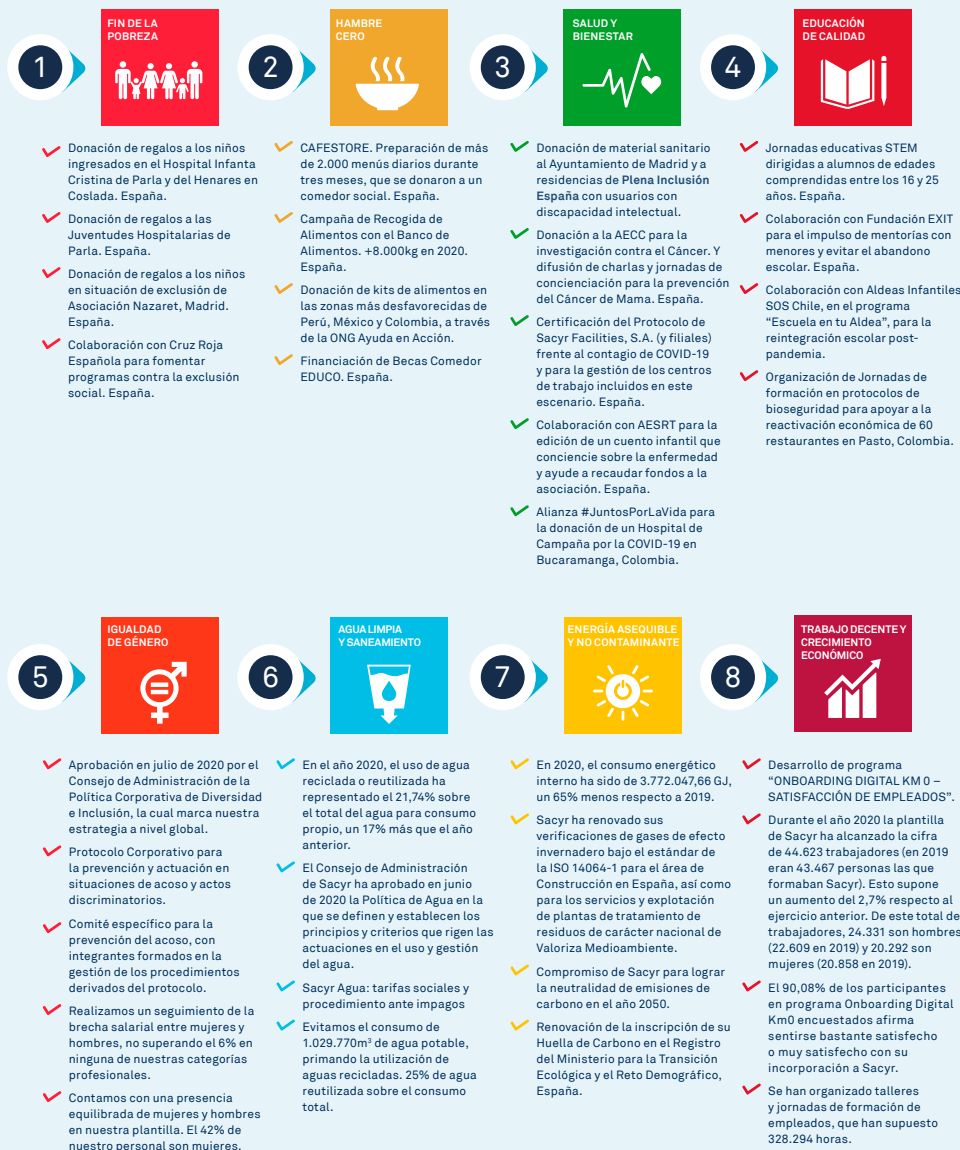 1
FIN DE LA
POBREZA
Donación de regalos a los niños
ingresados en el Hospital Infanta
Cristina de Parla y del Henares en
Coslada. España.
Donación de regalos a las
Juventudes Hospitalarias de
Parla. España.
Donación de regalos a los niños
en situación de exclusión de
Asociación Nazaret, Madrid.
España.
Colaboración con Cruz Roja
Española para fomentar
programas contra la exclusión
social. España.
2
HAMBRE
CERO
CAFESTORE. Preparación de más
de 2.000 menús diarios durante
tres meses, que se donaron a un
comedor social. España.
Campaña de Recogida de
Alimentos con el Banco de
Alimentos. +8.000kg en 2020.
España.
Donación de kits de alimentos en
las zonas más desfavorecidas de
Perú, México y Colombia, a través
de la ONG Ayuda en Acción.
Financiación de Becas Comedor
EDUCO. España.
3
SALUD Y
BIENESTAR
Donación de material sanitario
al Ayuntamiento de Madrid y a
residencias de Plena Inclusión
España con usuarios con
discapacidad intelectual.
Donación a la AECC para la
investigación contra el Cáncer. Y
difusión de charlas y jornadas de
concienciación para la prevención
del Cáncer de Mama. España.
Certificación del Protocolo de
Sacyr Facilities, S.A. (y filiales)
frente al contagio de COVID-19
y para la gestión de los centros
de trabajo incluidos en este
escenario. España.
Colaboración con AESRT para la
edición de un cuento infantil que
conciencie sobre la enfermedad
y ayude a recaudar fondos a la
asociación. España.
Alianza #JuntosPorLaVida para
la donación de un Hospital de
Campaña por la COVID-19 en
Bucaramanga, Colombia.
4
EDUCACIÓN
DE CALIDAD
Jornadas educativas STEM
dirigidas a alumnos de edades
comprendidas entre los 16 y 25
años. España.
Colaboración con Fundación EXIT
para el impulso de mentorías con
menores y evitar el abandono
escolar. España.
Colaboración con Aldeas Infantiles
SOS Chile, en el programa
“Escuela en tu Aldea”, para la
reintegración escolar post-
pandemia.
Organización de Jornadas de
formación en protocolos de
bioseguridad para apoyar a la
reactivación económica de 60
restaurantes en Pasto, Colombia.
5
IGUALDAD
DE GÉNERO
Aprobación en julio de 2020 por el
Consejo de Administración de la
Política Corporativa de Diversidad
e Inclusión, la cual marca nuestra
estrategia a nivel global.
Protocolo Corporativo para
la prevención y actuación en
situaciones de acoso y actos
discriminatorios.
Comité específico para la
prevención del acoso, con
integrantes formados en la
gestión de los procedimientos
derivados del protocolo.
Realizamos un seguimiento de la
brecha salarial entre mujeres y
hombres, no superando el 6% en
ninguna de nuestras categorías
profesionales.
Contamos con una presencia
equilibrada de mujeres y hombres
en nuestra plantilla. El 42% de
nuestro personal son mujeres.
6
AGUA LIMPIA
Y SANEAMIENTO
En el año 2020, el uso de agua
reciclada o reutilizada ha
representado el 21,74% sobre
el total del agua para consumo
propio, un 17% más que el año
anterior.
El Consejo de Administración
de Sacyr ha aprobado en junio
de 2020 la Política de Agua en la
que se definen y establecen los
principios y criterios que rigen las
actuaciones en el uso y gestión
del agua.
Sacyr Agua: tarifas sociales y
procedimiento ante impagos
Evitamos el consumo de
1.029.770m³ de agua potable,
primando la utilización de
aguas recicladas. 25% de agua
reutilizada sobre el consumo
total.
7
ENERGÍA ASEQUIBLE
Y NO CONTAMINANTE
En 2020, el consumo energético
interno ha sido de 3.772.047,66 GJ,
un 65% menos respecto a 2019.
Sacyr ha renovado sus
verificaciones de gases de efecto
invernadero bajo el estándar de
la ISO 14064-1 para el área de
Construcción en España, así como
para los servicios y explotación
de plantas de tratamiento de
residuos de carácter nacional de
Valoriza Medioambiente.
Compromiso de Sacyr para lograr
la neutralidad de emisiones de
carbono en el año 2050.
Renovación de la inscripción de su
Huella de Carbono en el Registro
del Ministerio para la Transición
Ecológica y el Reto Demográfico,
España.
8
TRABAJO DECENTE Y
CRECIMIENTO
ECONÓMICO
Desarrollo de programa
“ONBOARDING DIGITAL KM 0 –
SATISFACCIÓN DE EMPLEADOS”.
Durante el año 2020 la plantilla
de Sacyr ha alcanzado la cifra
de 44.623 trabajadores (en 2019
eran 43.467 personas las que
formaban Sacyr). Esto supone
un aumento del 2,7% respecto al
ejercicio anterior. De este total de
trabajadores, 24.331 son hombres
(22.609 en 2019) y 20.292 son
mujeres (20.858 en 2019).
El 90,08% de los participantes
en programa Onboarding Digital
Km0 encuestados afirma
sentirse bastante satisfecho
o muy satisfecho con su
incorporación a Sacyr.
Se han organizado talleres
y jornadas de formación de
empleados, que han supuesto
328.294 horas.